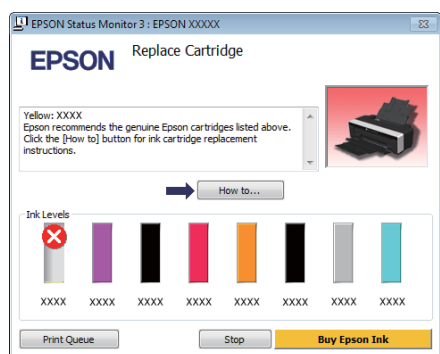 EPSON Status Monitor 3 : EPSON XXXXX
EPSON
Replace Cartridge
Yellow: XXXX
Epson recommends the genuine Epson cartridges listed above.
Click the [How to] button for ink cartridge replacement
instructions.
How to...
Ink Levels
XXXX XXXX XXXX XXXX XXXX XXXX XXXX XXXX
Print Queue Stop Buy Epson Ink